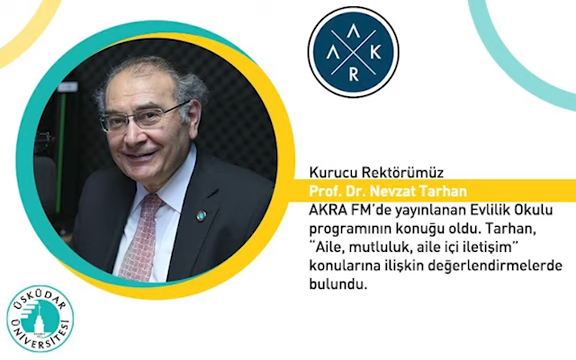 A
A K
R
Kurucu Rektörümüz
Prof. Dr. Nevzat Tarhan
AKRA FM’de yayınlanan Evlilik Okulu
programının konuğu oldu. Tarhan,
“Aile, mutluluk, aile içi iletişim”
konularına ilişkin değerlendirmelerde
bulundu.
ÜSKÜDAR
ÜNİVERSİTESİ